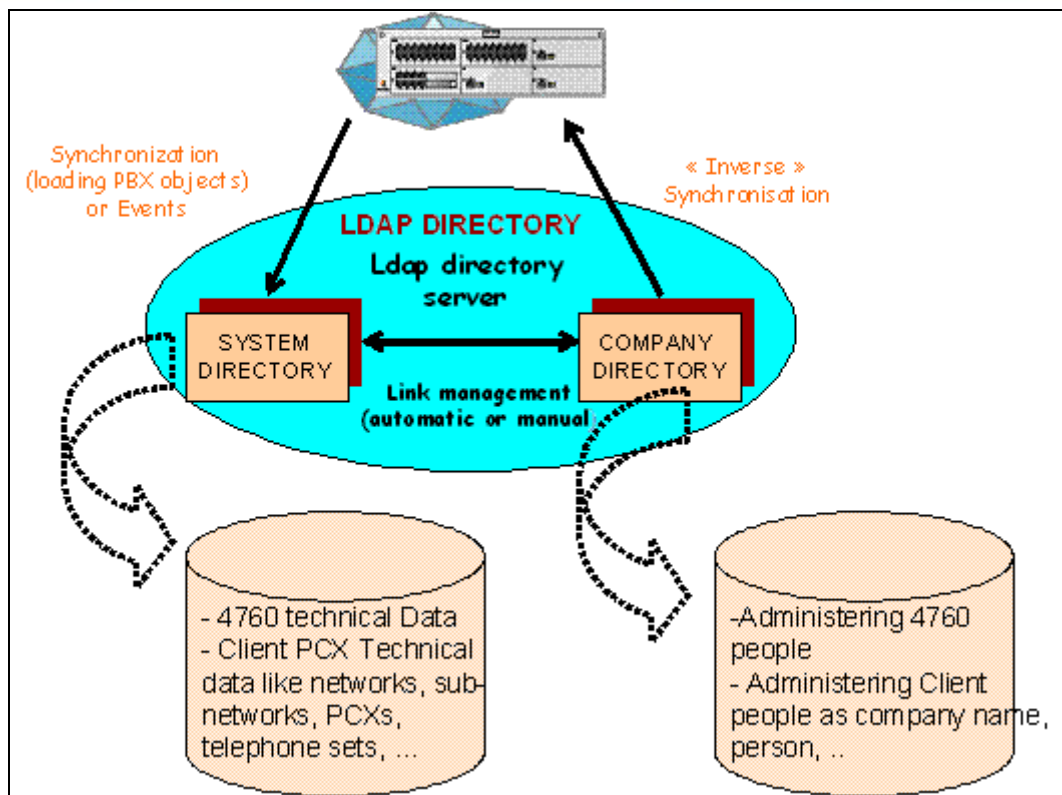 Synchronization
(loading PBX objects)
or Events
« Inverse »
Synchronisation
LDAP DIRECTORY
Ldap directory
server
SYSTEM
DIRECTORY
COMPANY
DIRECTORY
Link management
(automatic or manual)
- 4760 technical Data
- Client PCX Technical
data like networks, sub-
networks, PCXs,
telephone sets, ...
-Administering 4760
people
- Administering Client
people as company name,
person, ..